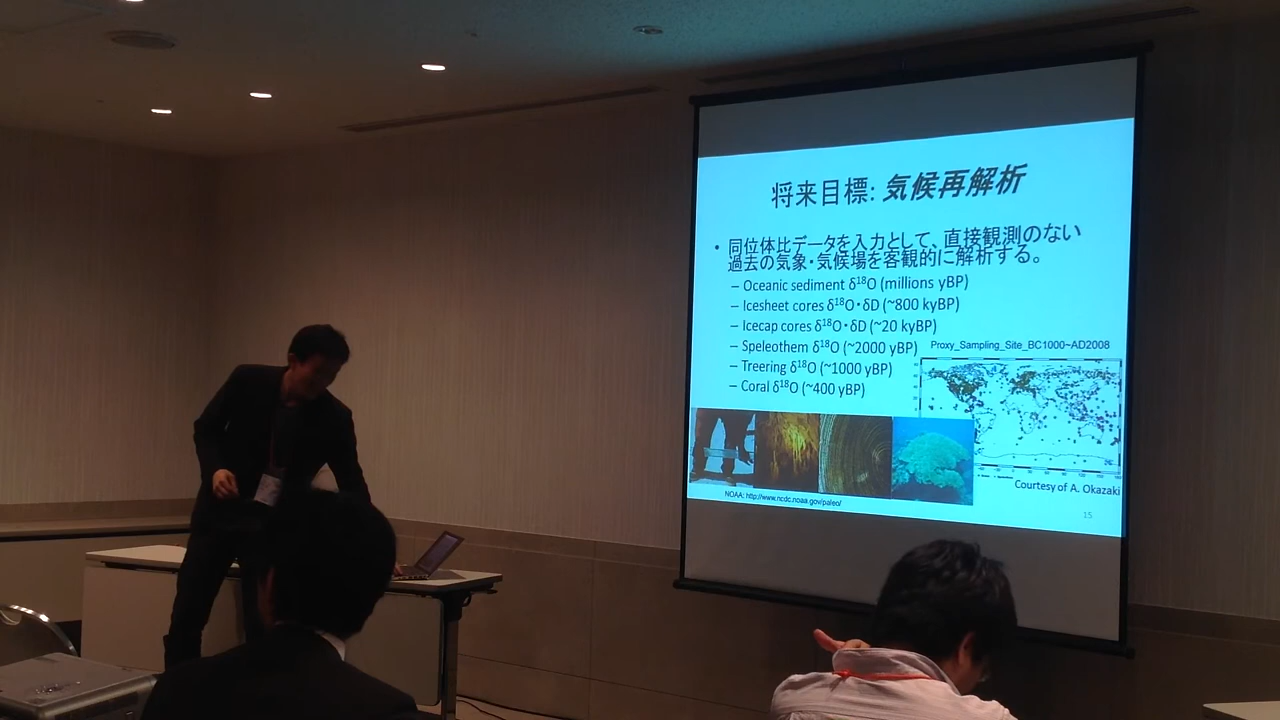 将来目標: 気候再解析
• 同位体比データを入力として、直接観測のない
過去の気象・気候場を客観的に解析する。
– Oceanic sediment δ¹⁸O (millions yBP)
– Icesheet cores δ¹⁸O・δD (~800 kyBP)
– Icecap cores δ¹⁸O・δD (~20 kyBP)
– Speleothem δ¹⁸O (~2000 yBP)
– Treering δ¹⁸O (~1000 yBP)
– Coral δ¹⁸O (~400 yBP)
Proxy_Sampling_Site_BC1000~AD2008
Courtesy of A. Okazaki
NOAA: http://www.ncdc.noaa.gov/paleo/
15